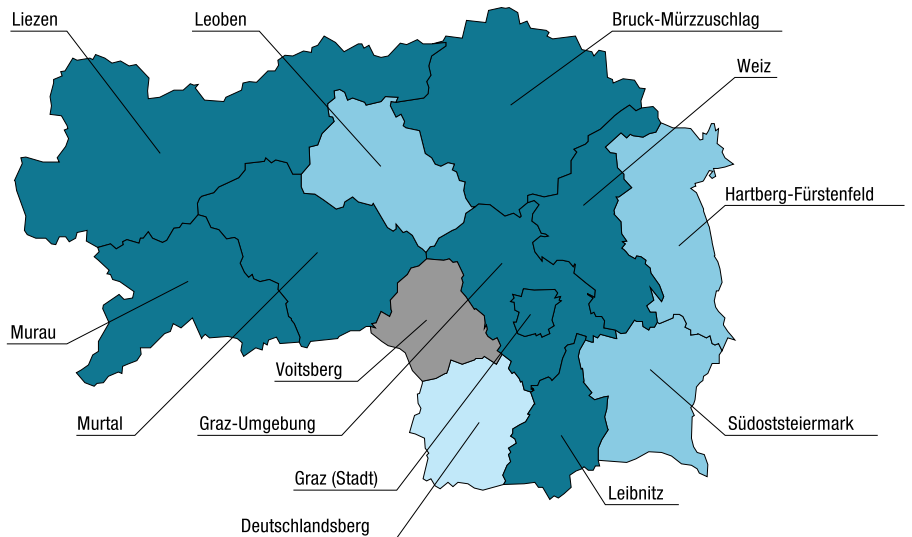 Liezen
Leoben
Bruck-Mürzzuschlag
Weiz
Hartberg-Fürstenfeld
Murau
Voitsberg
Murtal
Graz-Umgebung
Südoststeiermark
Graz (Stadt)
Leibnitz
Deutschlandsberg